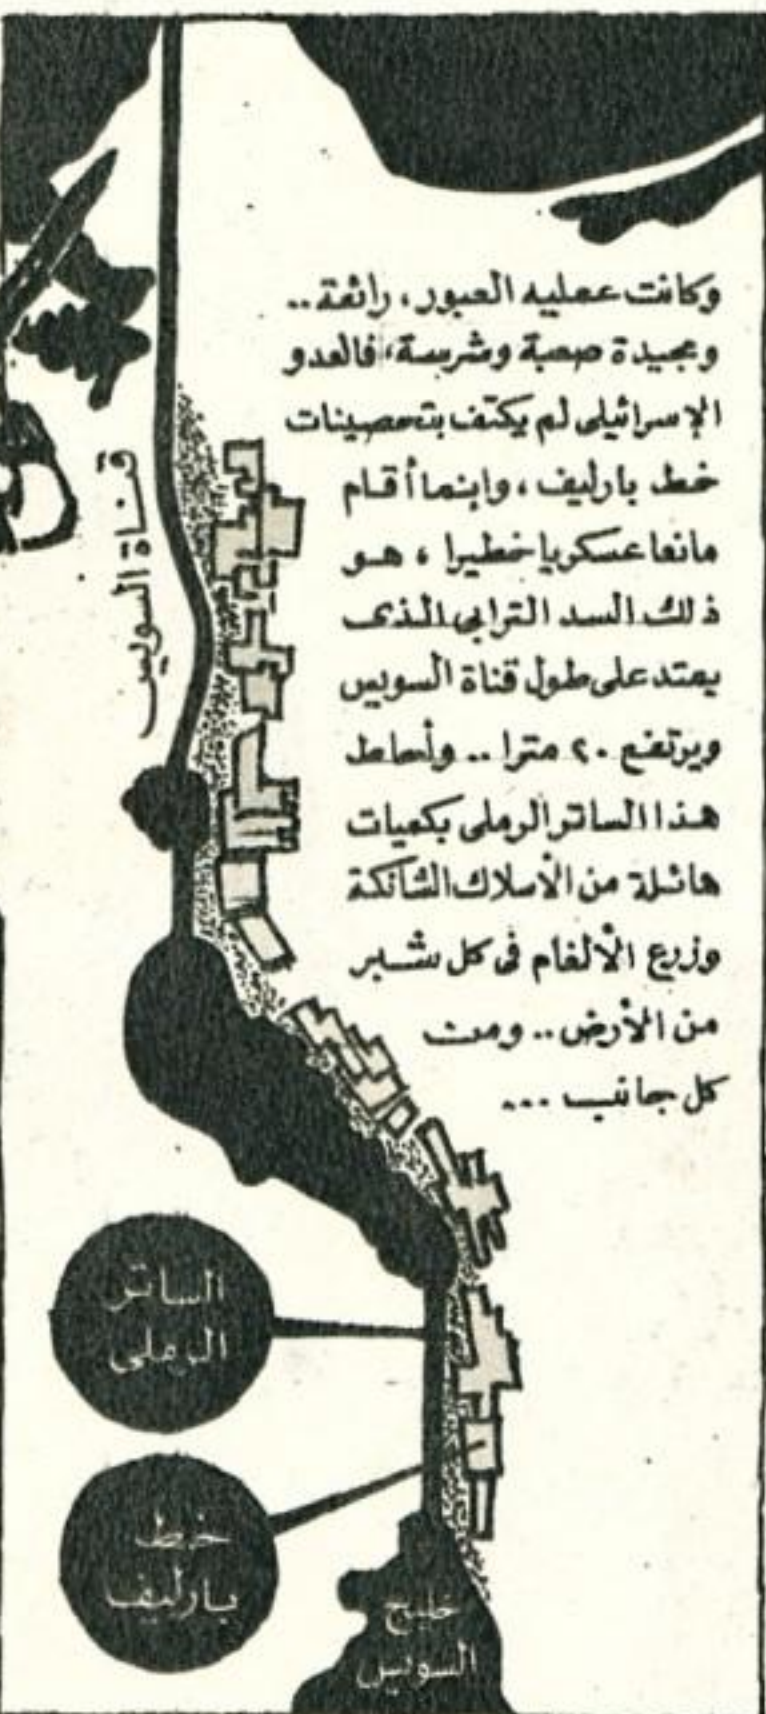 وكانت عمليه العبور، رائعة..
ومجيدة صعبة وشرسة، فالعدو
الإسرائيلى لم يكتف بتحصينات
خط بارليف، وإنما أقام
مانعا عسكريا خطيرا، هو
ذلك السد الترابى الذى
يمتد على طول قناة السويس
ويرتفع ٢٠ مترا .. وأحاط
هذا الساتر الرملى بكميات
هائلة من الأسلاك الشائكة
وزرع الألغام فى كل شبر
من الأرض .. ومن
كل جانب ...
قناة السويس
الساتر
الرملى
خط
بارليف
خليج
السويس